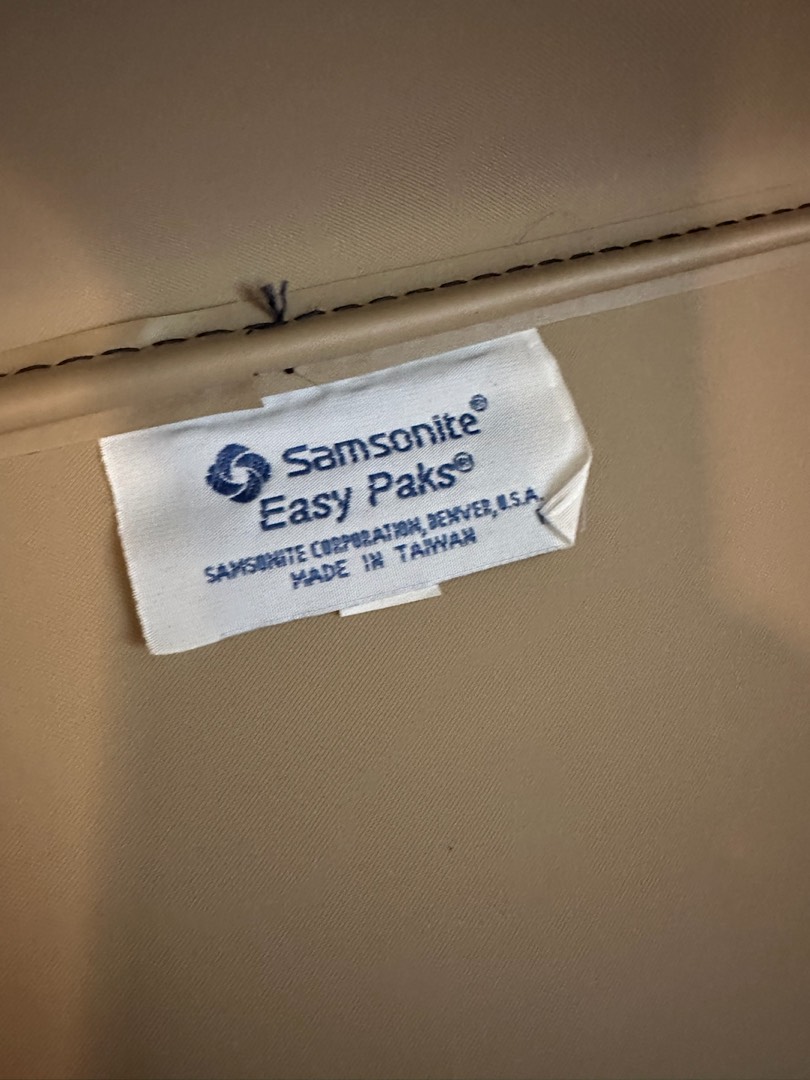 Samsonite®
Easy Paks®
SAMSONITE CORPORATION, DENVER, U.S.A.
MADE IN TAIWAN